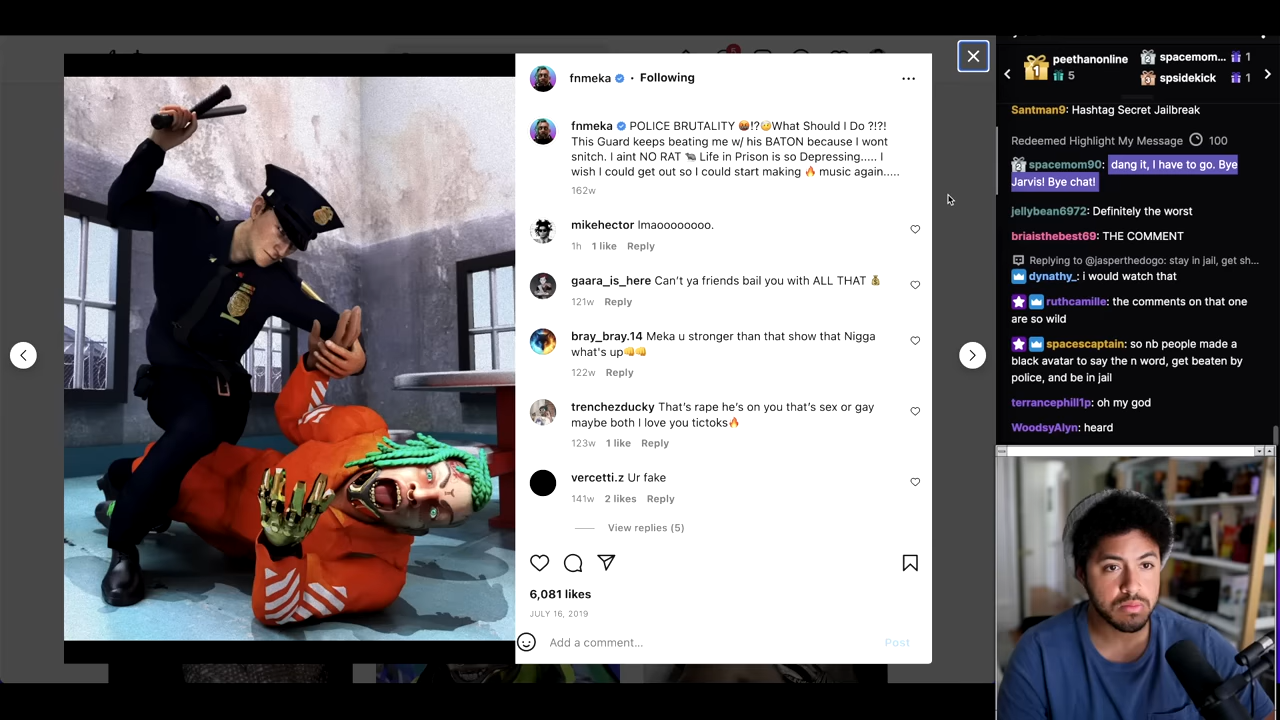 fnmeka • Following
fnmeka POLICE BRUTALITY 🤬!?🥴What Should I Do ?!?!
This Guard keeps beating me w/ his BATON because I wont
snitch. I aint NO RAT 🐀 Life in Prison is so Depressing..... I
wish I could get out so I could start making 🔥 music again.....
162w
mikehector lmaooooooooo.
1h 1 like Reply
gaara_is_here Can't ya friends bail you with ALL THAT 💰
121w Reply
bray_bray.14 Meka u stronger than that show that Nigga
what's up👊👊
122w Reply
trenchezducky That's rape he's on you that's sex or gay
maybe both I love you tictoks🔥
123w 1 like Reply
vercetti.z Ur fake
141w 2 likes Reply
View replies (5)
6,081 likes
JULY 16, 2019
Add a comment...
Post
1 peethanonline
5
2 spacemom... 1
3 spsidekick 1
Santman9: Hashtag Secret Jailbreak
Redeemed Highlight My Message 100
2 spacemom90: dang it, I have to go. Bye
Jarvis! Bye chat!
jellybean6972: Definitely the worst
briaisthebest69: THE COMMENT
Replying to @jasperthedogo: stay in jail, get sh...
dynathy_: i would watch that
ruthcamille: the comments on that one
are so wild
spacescaptain: so nb people made a
black avatar to say the n word, get beaten by
police, and be in jail
terrancephill1p: oh my god
WoodsyAlyn: heard